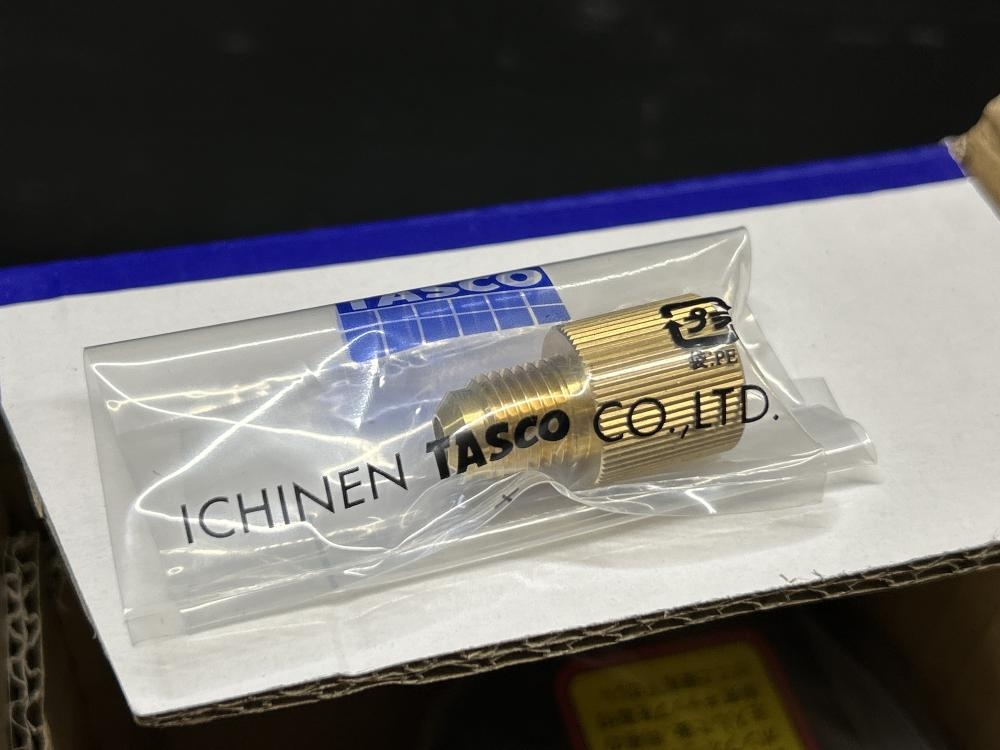 TASCO
プラ
袋:PE
ICHINEN TASCO CO.,LTD.